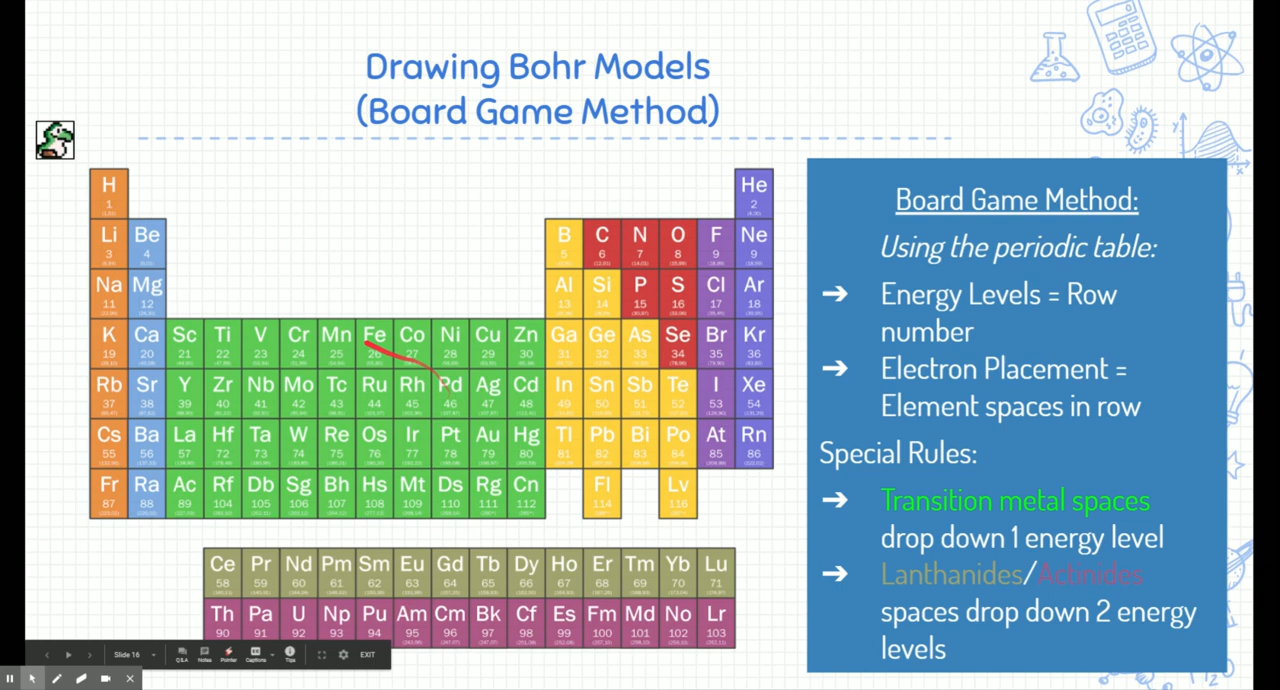 Drawing Bohr Models
(Board Game Method)
H He
1 2
Li Be B C N O F Ne
3 4 5 6 7 8 9 9
Na Mg Al Si P S Cl Ar
11 12 13 14 15 16 17 18
K Ca Sc Ti V Cr Mn Fe Co Ni Cu Zn Ga Ge As Se Br Kr
19 20 21 22 23 24 25 26 27 28 29 30 31 32 33 34 35 36
Rb Sr Y Zr Nb Mo Tc Ru Rh Pd Ag Cd In Sn Sb Te I Xe
37 38 39 40 41 42 43 44 45 46 47 48 49 50 51 52 53 54
Cs Ba La Hf Ta W Re Os Ir Pt Au Hg Tl Pb Bi Po At Rn
55 56 57 72 73 74 75 76 77 78 79 80 81 82 83 84 85 86
Fr Ra Ac Rf Db Sg Bh Hs Mt Ds Rg Cn Fl Lv
87 88 89 104 105 106 107 108 109 110 111 112 114 116
Ce Pr Nd Pm Sm Eu Gd Tb Dy Ho Er Tm Yb Lu
58 59 60 61 62 63 64 65 66 67 68 69 70 71
Th Pa U Np Pu Am Cm Bk Cf Es Fm Md No Lr
90 91 92 93 94 95 96 97 98 99 100 101 102 103
Board Game Method:
Using the periodic table:
➔ Energy Levels = Row
number
➔ Electron Placement =
Element spaces in row
Special Rules:
➔ Transition metal spaces
drop down 1 energy level
➔ Lanthanides/Actinides
spaces drop down 2 energy
levels
y
x
H₂O
Slide 16 Q&A Notes Pointer Captions Tips EXIT